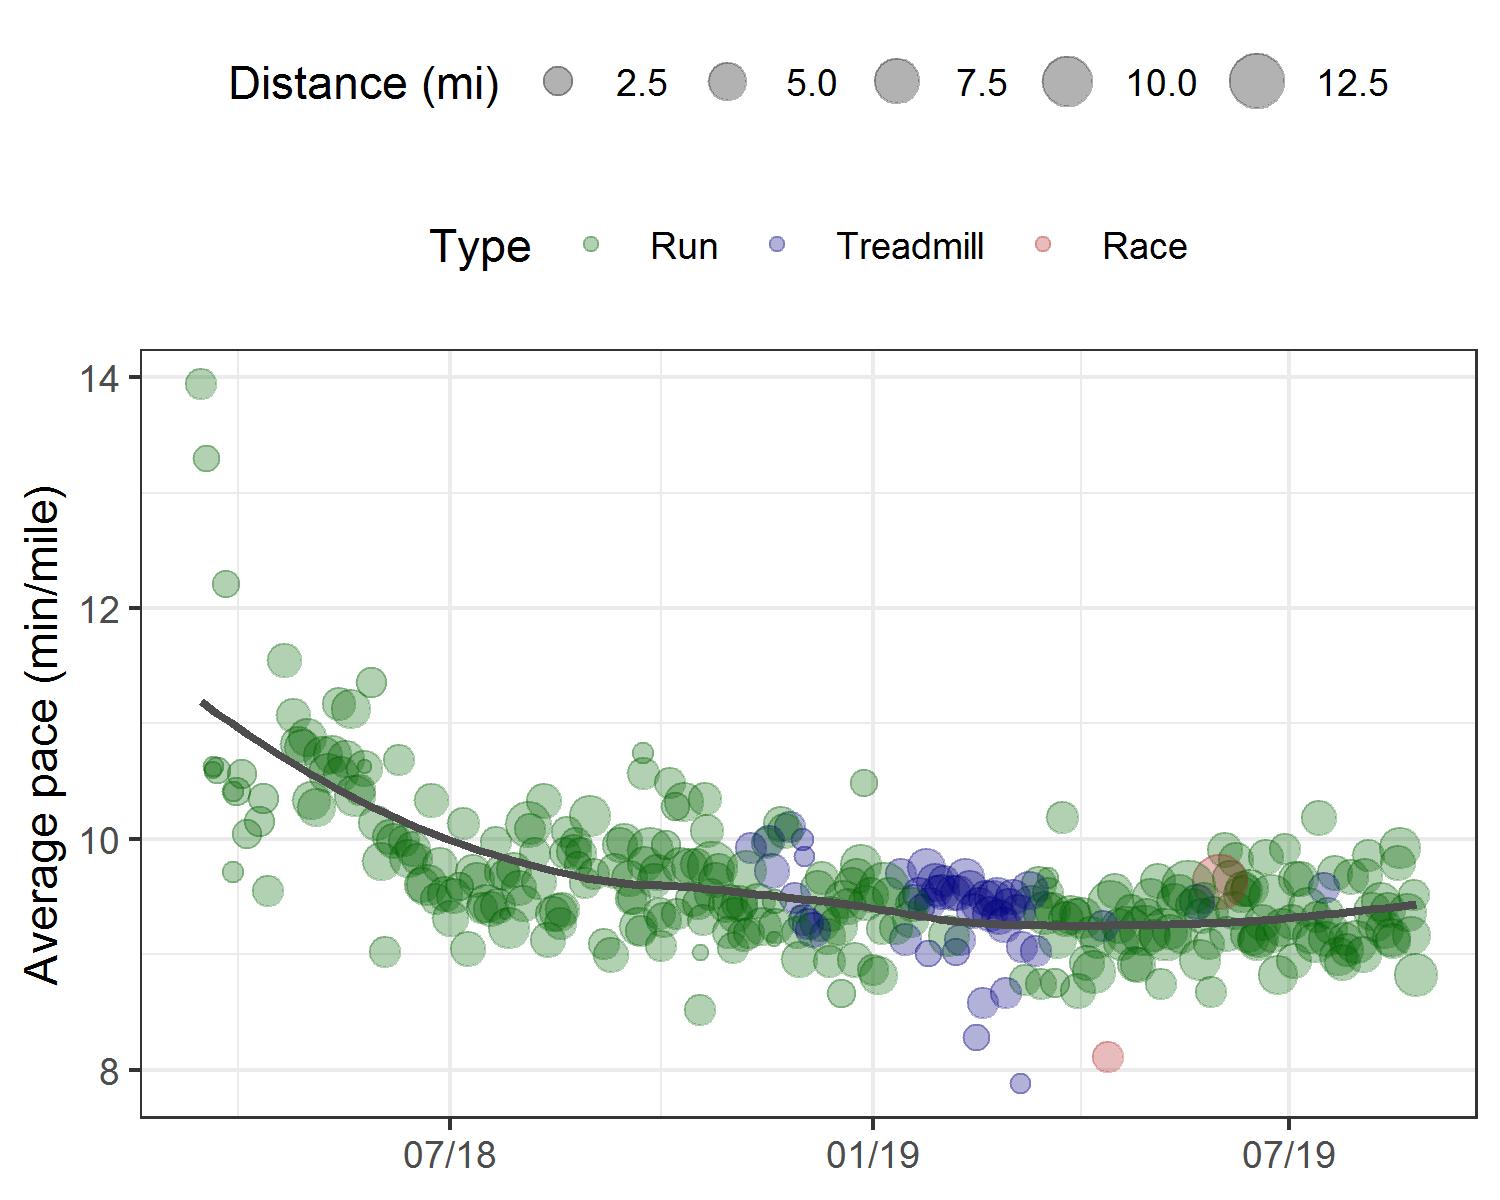 Distance (mi) 2.5 5.0 7.5 10.0 12.5
Type Run Treadmill Race
Average pace (min/mile)
14
12
10
8
07/18 01/19 07/19